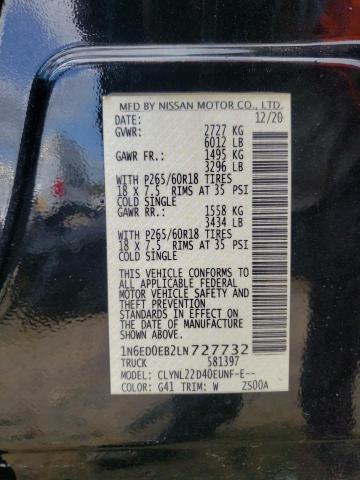 MFD BY NISSAN MOTOR CO., LTD.
DATE: 12/20
GVWR: 2727 KG
6012 LB
GAWR FR.: 1495 KG
3296 LB
WITH P265/60R18 TIRES
18 X 7.5 RIMS AT 35 PSI
COLD SINGLE
GAWR RR.: 1558 KG
3434 LB
WITH P265/60R18 TIRES
18 X 7.5 RIMS AT 35 PSI
COLD SINGLE
THIS VEHICLE CONFORMS TO
ALL APPLICABLE FEDERAL
MOTOR VEHICLE SAFETY
AND THEFT PREVENTION
STANDARDS IN EFFECT ON
THE DATE OF MANUFACTURE
SHOWN ABOVE.
1N6ED0EB2LN727732
TRUCK 581397
MODEL: CLYNL22D40EUNF-E--
COLOR: G41 TRIM: W ZS00A